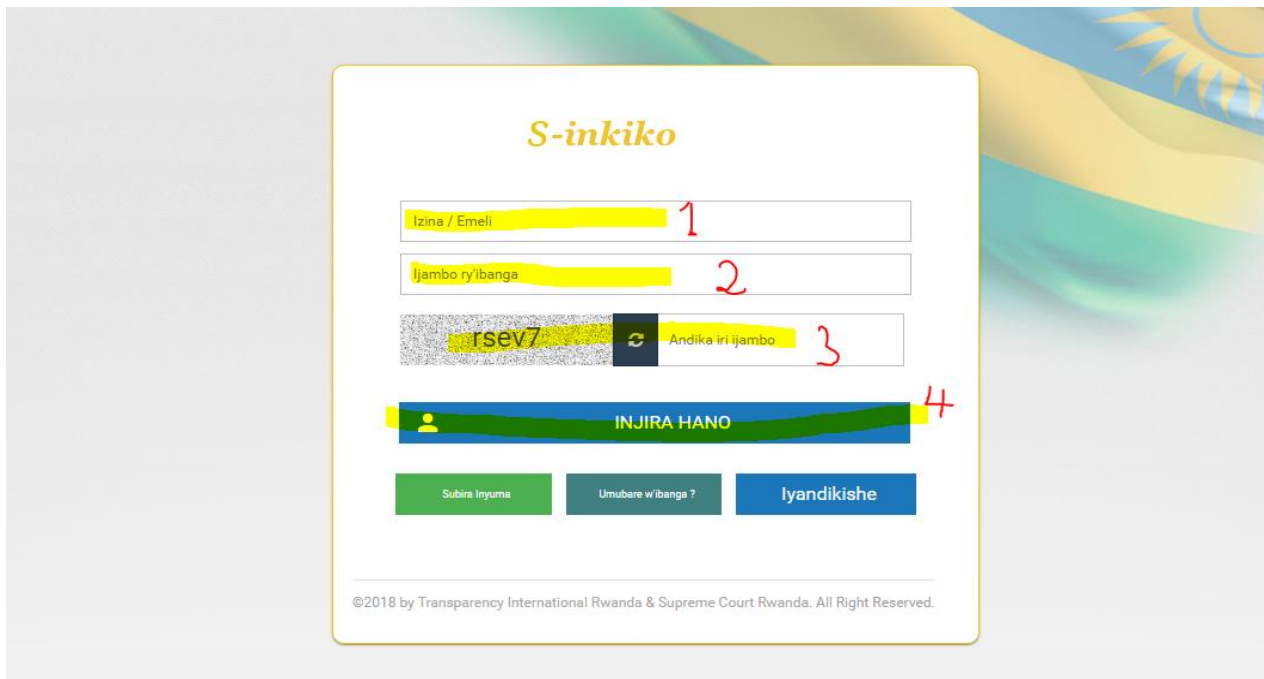 S-inkiko
Izina / Emeli 1
Ijambo ry'ibanga 2
rsev7 Andika iri ijambo 3
INJIRA HANO 4
Subira Inyuma Umubare w'ibanga ? Iyandikishe
©2018 by Transparency International Rwanda & Supreme Court Rwanda. All Right Reserved.